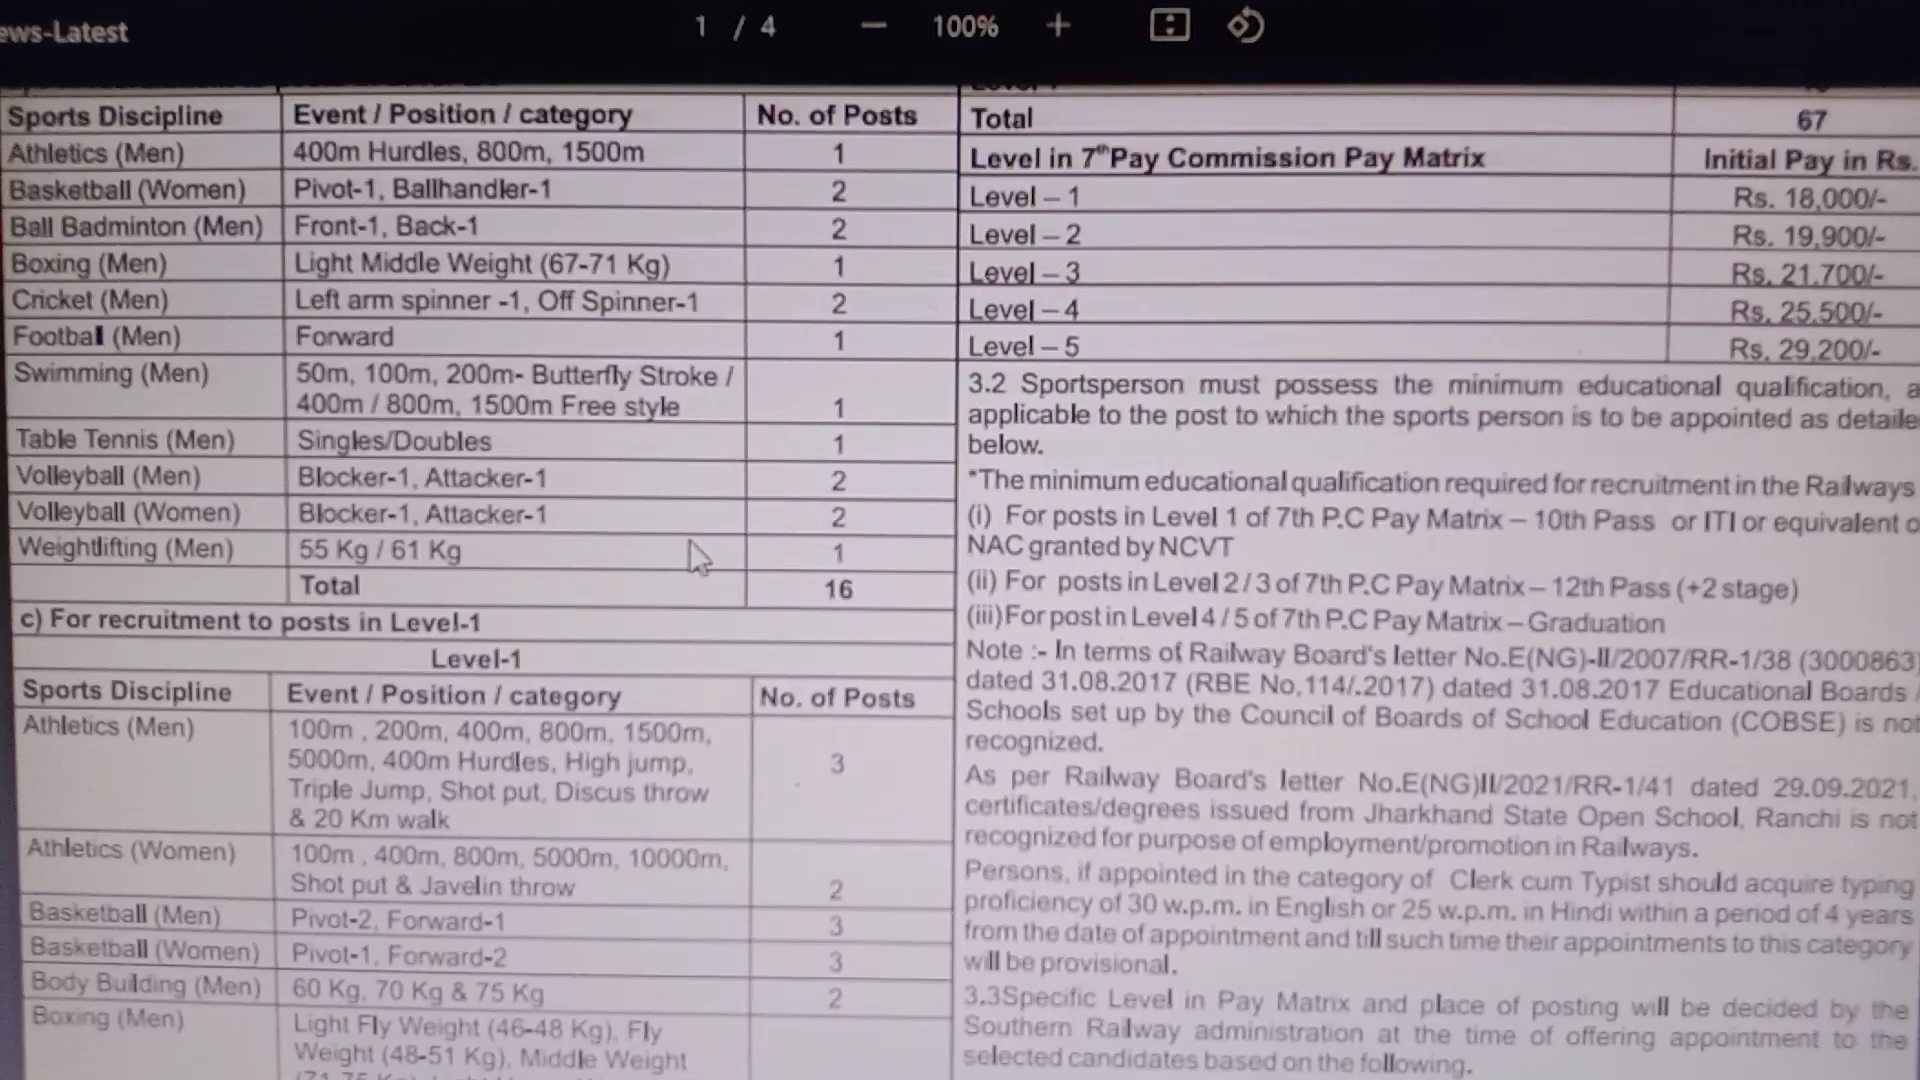 ews-Latest
1 / 4
100%
Sports Discipline Event / Position / category No. of Posts
Athletics (Men) 400m Hurdles, 800m, 1500m 1
Basketball (Women) Pivot-1, Ballhandler-1 2
Ball Badminton (Men) Front-1, Back-1 2
Boxing (Men) Light Middle Weight (67-71 Kg) 1
Cricket (Men) Left arm spinner -1, Off Spinner-1 2
Football (Men) Forward 1
Swimming (Men) 50m, 100m, 200m- Butterfly Stroke /
400m / 800m, 1500m Free style 1
Table Tennis (Men) Singles/Doubles 1
Volleyball (Men) Blocker-1, Attacker-1 2
Volleyball (Women) Blocker-1, Attacker-1 2
Weightlifting (Men) 55 Kg / 61 Kg 1
Total 16
c) For recruitment to posts in Level-1
Level-1
Sports Discipline Event / Position / category No. of Posts
Athletics (Men) 100m , 200m, 400m, 800m, 1500m,
5000m, 400m Hurdles, High jump, 3
Triple Jump, Shot put, Discus throw
& 20 Km walk
Athletics (Women) 100m , 400m, 800m, 5000m, 10000m,
Shot put & Javelin throw 2
Basketball (Men) Pivot-2, Forward-1 3
Basketball (Women) Pivot-1, Forward-2 3
Body Building (Men) 60 Kg, 70 Kg & 75 Kg 2
Boxing (Men) Light Fly Weight (46-48 Kg), Fly
Weight (48-51 Kg), Middle Weight
Total 67
Level in 7th Pay Commission Pay Matrix Initial Pay in Rs.
Level – 1 Rs. 18,000/-
Level – 2 Rs. 19,900/-
Level – 3 Rs. 21,700/-
Level – 4 Rs. 25,500/-
Level – 5 Rs. 29,200/-
3.2 Sportsperson must possess the minimum educational qualification, a
applicable to the post to which the sports person is to be appointed as detaile
below.
*The minimum educational qualification required for recruitment in the Railways
(i) For posts in Level 1 of 7th P.C Pay Matrix – 10th Pass or ITI or equivalent o
NAC granted by NCVT
(ii) For posts in Level 2 / 3 of 7th P.C Pay Matrix – 12th Pass (+2 stage)
(iii)For post in Level 4 / 5 of 7th P.C Pay Matrix – Graduation
Note :- In terms of Railway Board's letter No.E(NG)-II/2007/RR-1/38 (3000863)
dated 31.08.2017 (RBE No.114/.2017) dated 31.08.2017 Educational Boards /
Schools set up by the Council of Boards of School Education (COBSE) is not
recognized.
As per Railway Board's letter No.E(NG)II/2021/RR-1/41 dated 29.09.2021,
certificates/degrees issued from Jharkhand State Open School, Ranchi is not
recognized for purpose of employment/promotion in Railways.
Persons, if appointed in the category of Clerk cum Typist should acquire typing
proficiency of 30 w.p.m. in English or 25 w.p.m. in Hindi within a period of 4 years
from the date of appointment and till such time their appointments to this category
will be provisional.
3.3Specific Level in Pay Matrix and place of posting will be decided by the
Southern Railway administration at the time of offering appointment to the
selected candidates based on the following.